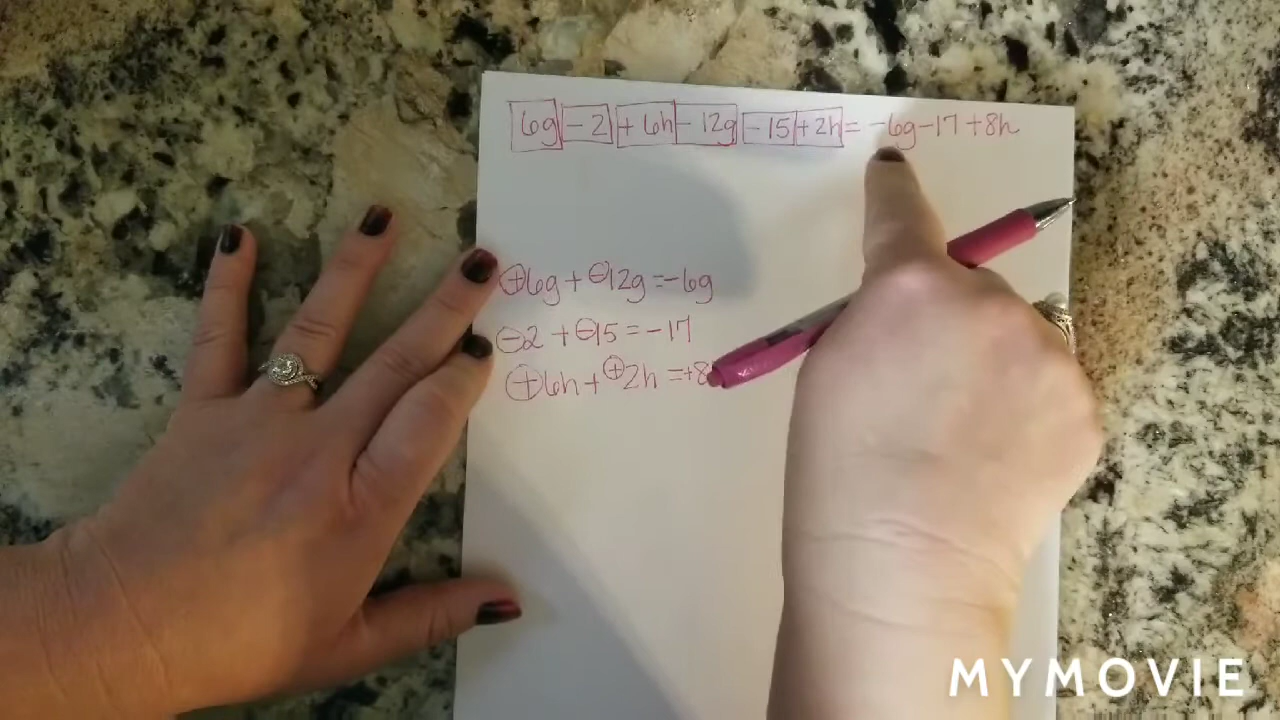 6g - 2 + 6h - 12g - 15 + 2h = -6g - 17 + 8h
+6g + -12g = -6g
-2 + -15 = -17
+6h + +2h = +8
MYMOVIE